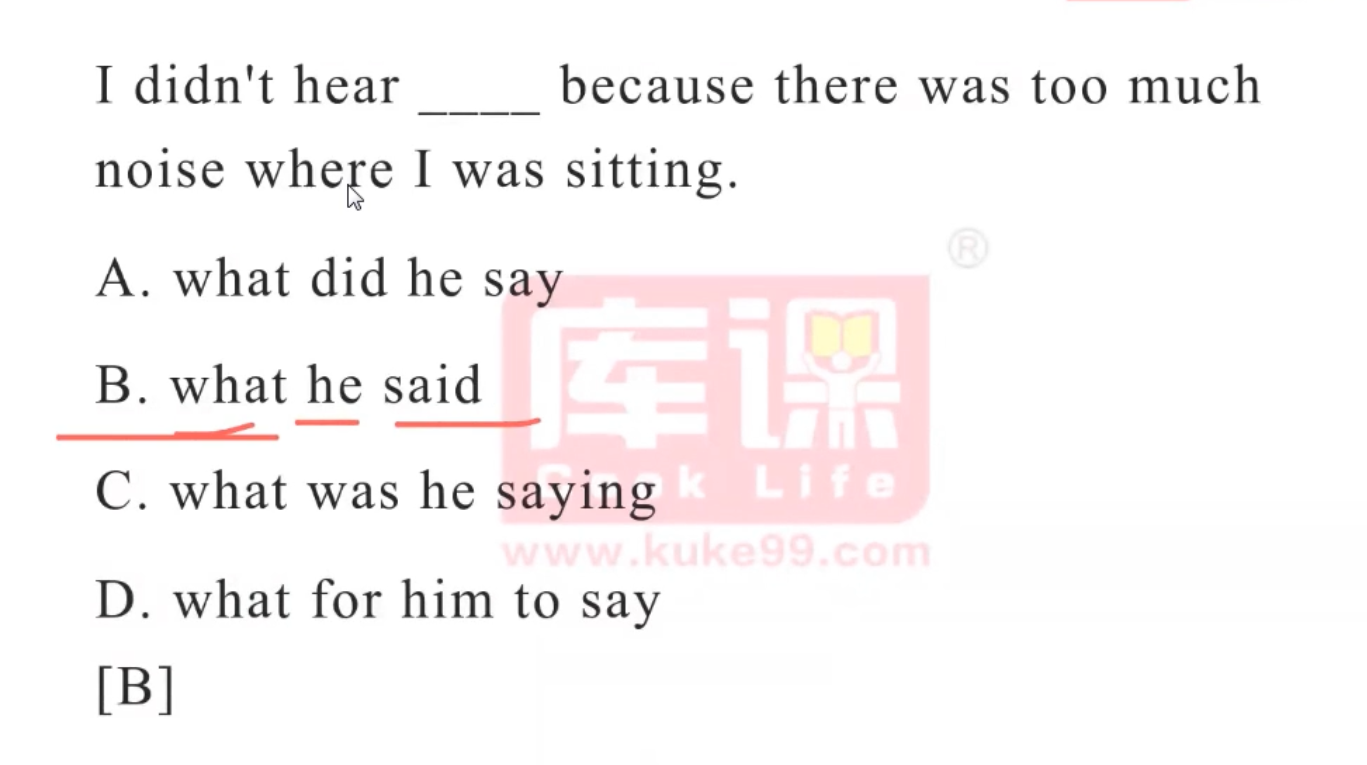 I didn't hear ____ because there was too much
noise where I was sitting.
®
A. what did he say
库课
B. what he said
Cook Life
C. what was he saying
www.kuke99.com
D. what for him to say
[B]